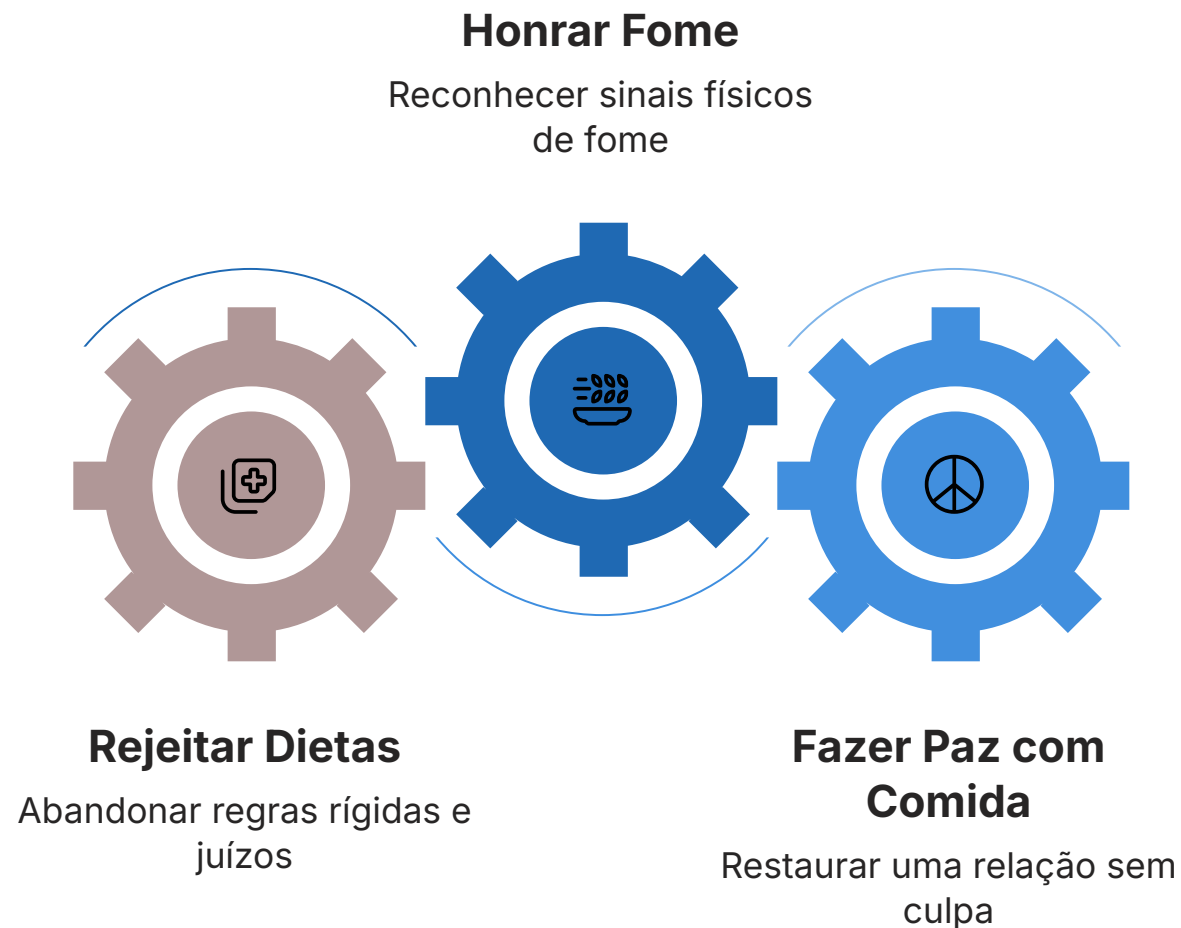 Honrar Fome
Reconhecer sinais físicos
de fome
Rejeitar Dietas
Abandonar regras rígidas e
juízos
Fazer Paz com
Comida
Restaurar uma relação sem
culpa